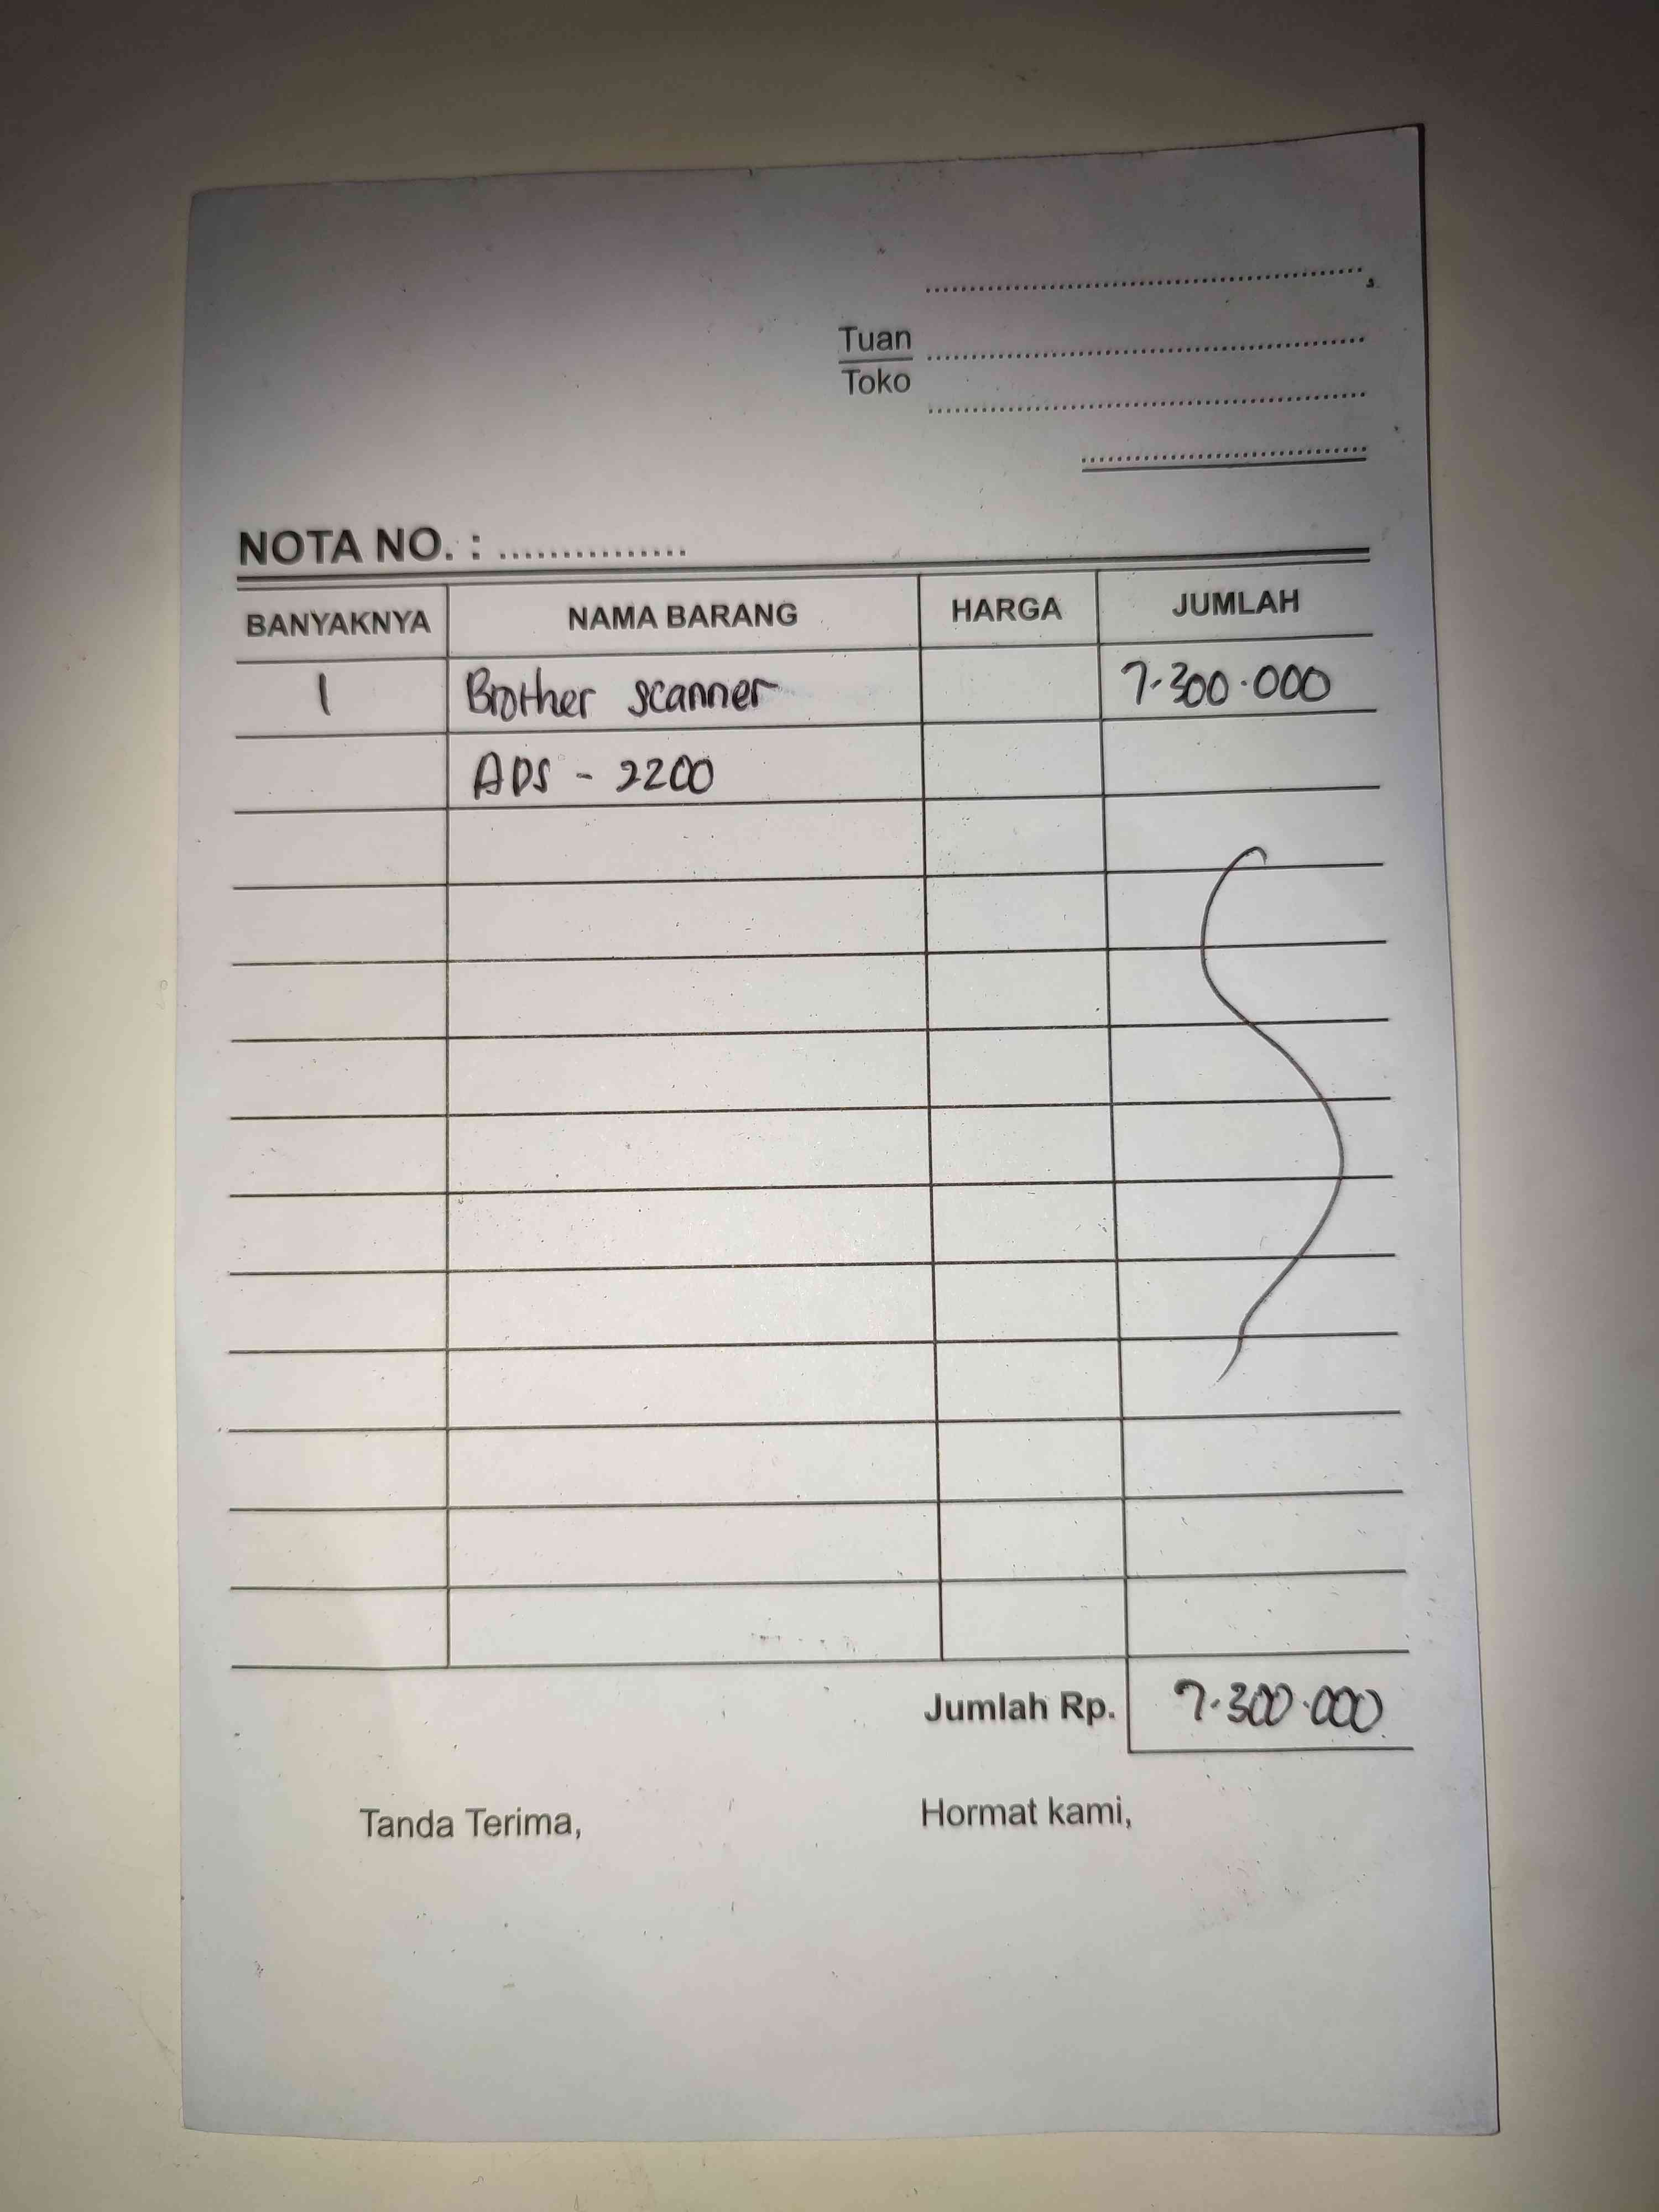 Tuan
Toko
NOTA NO. : ...............
BANYAKNYA NAMA BARANG HARGA JUMLAH
1 Brother scanner 7.300.000
ADS - 2200
Jumlah Rp. 7.300.000
Tanda Terima, Hormat kami,